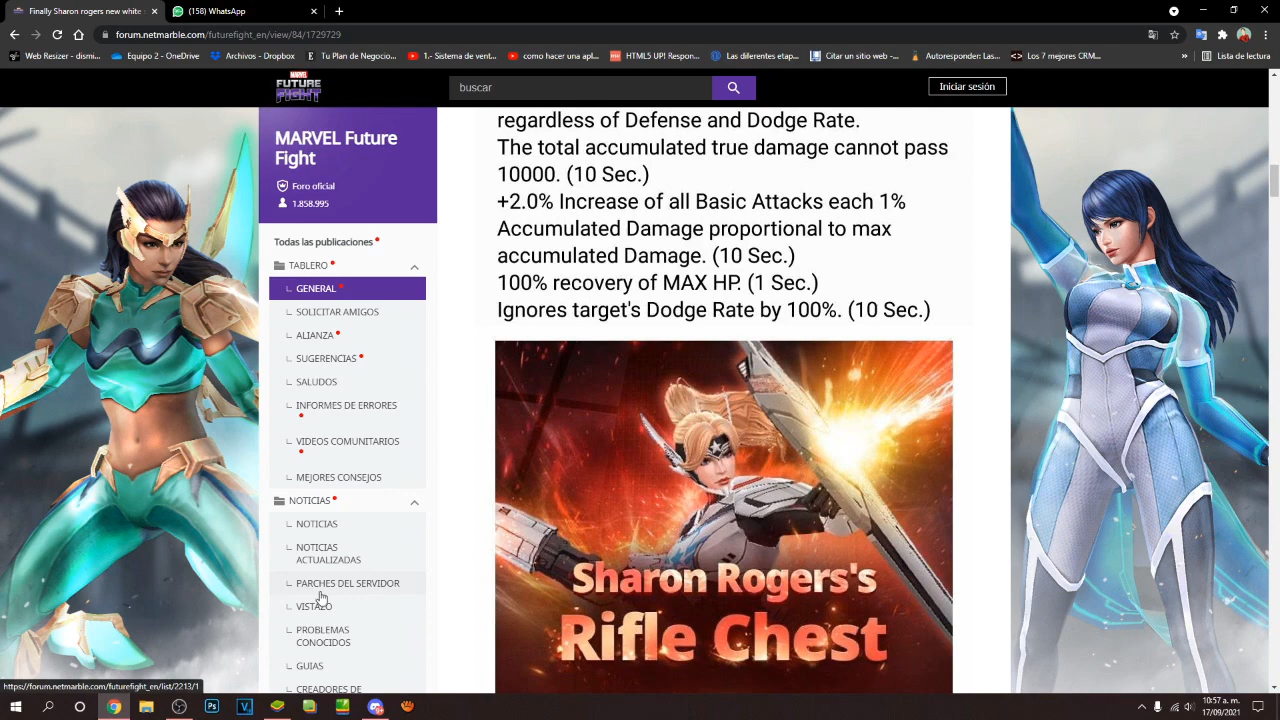 Finally Sharon Rogers new
(158) WhatsApp
forum.netmarble.com/futurefight_en/view/84/1729729
Web Resizer - dism...
Equipo 2 - OneDrive
Tu Plan de Negocio...
1.- Sistema de vent...
como hacer una apl...
HTML5 UP! Respon...
Las diferentes etap...
Citar un sitio web -...
Autoresponder: Las...
Los 7 mejores CRM...
Lista de lectura
MARVEL
FUTURE
FIGHT
buscar
Iniciar sesión
MARVEL Future
Fight
Foro oficial
1.858.995
Todas las publicaciones
TABLERO
GENERAL
SOLICITAR AMIGOS
ALIANZA
SUGERENCIAS
SALUDOS
INFORMES DE ERRORES
VIDEOS COMUNITARIOS
MEJORES CONSEJOS
NOTICIAS
NOTICIAS
NOTICIAS
ACTUALIZADAS
PARCHES DEL SERVIDOR
VISTAZO
PROBLEMAS
CONOCIDOS
GUIAS
CREADORES DE
regardless of Defense and Dodge Rate.
The total accumulated true damage cannot pass
10000. (10 Sec.)
+2.0% Increase of all Basic Attacks each 1%
Accumulated Damage proportional to max
accumulated Damage. (10 Sec.)
100% recovery of MAX HP. (1 Sec.)
Ignores target's Dodge Rate by 100%. (10 Sec.)
Sharon Rogers's
Rifle Chest
https://forum.netmarble.com/futurefight_en/list/2213/1
10:57 a. m.
17/09/2021